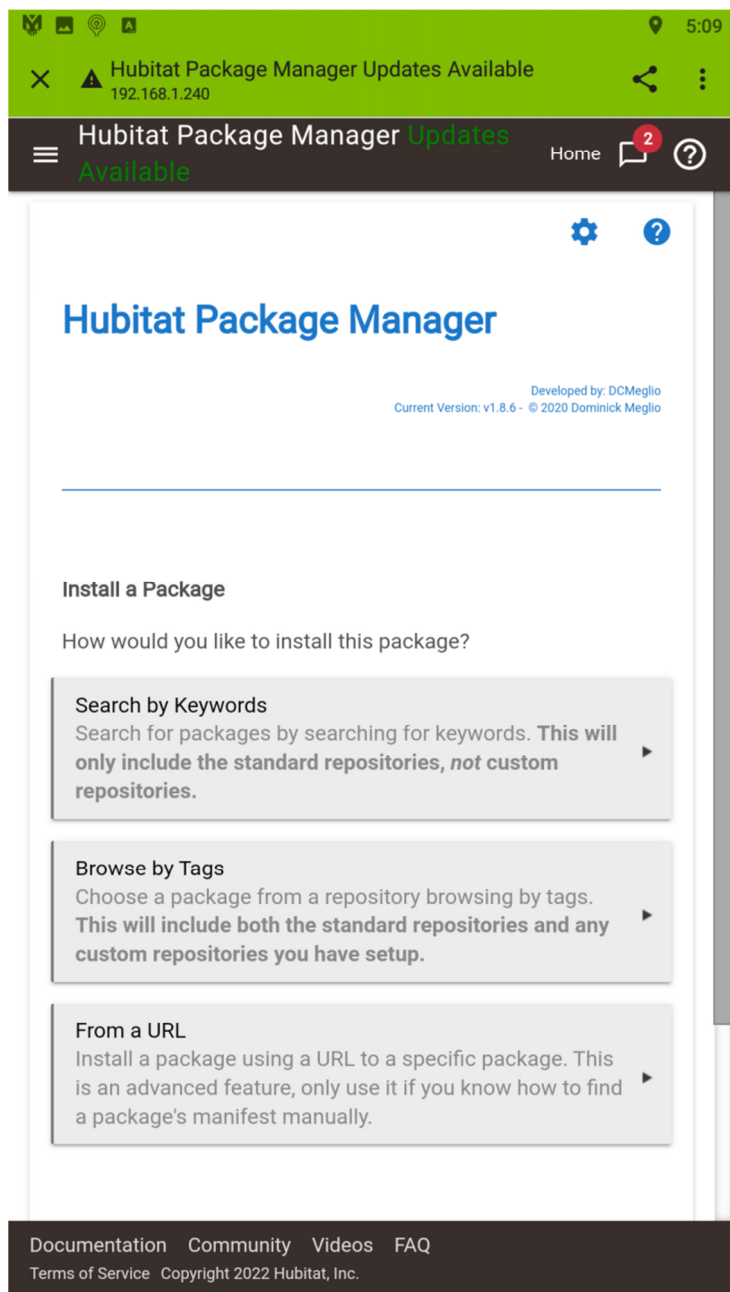 5:09
Hubitat Package Manager Updates Available
192.168.1.240
Hubitat Package Manager Updates
Available
Home
2
Hubitat Package Manager
Developed by: DCMeglio
Current Version: v1.8.6 - © 2020 Dominick Meglio
Install a Package
How would you like to install this package?
Search by Keywords
Search for packages by searching for keywords. This will
only include the standard repositories, not custom
repositories.
Browse by Tags
Choose a package from a repository browsing by tags.
This will include both the standard repositories and any
custom repositories you have setup.
From a URL
Install a package using a URL to a specific package. This
is an advanced feature, only use it if you know how to find
a package's manifest manually.
Documentation Community Videos FAQ
Terms of Service Copyright 2022 Hubitat, Inc.